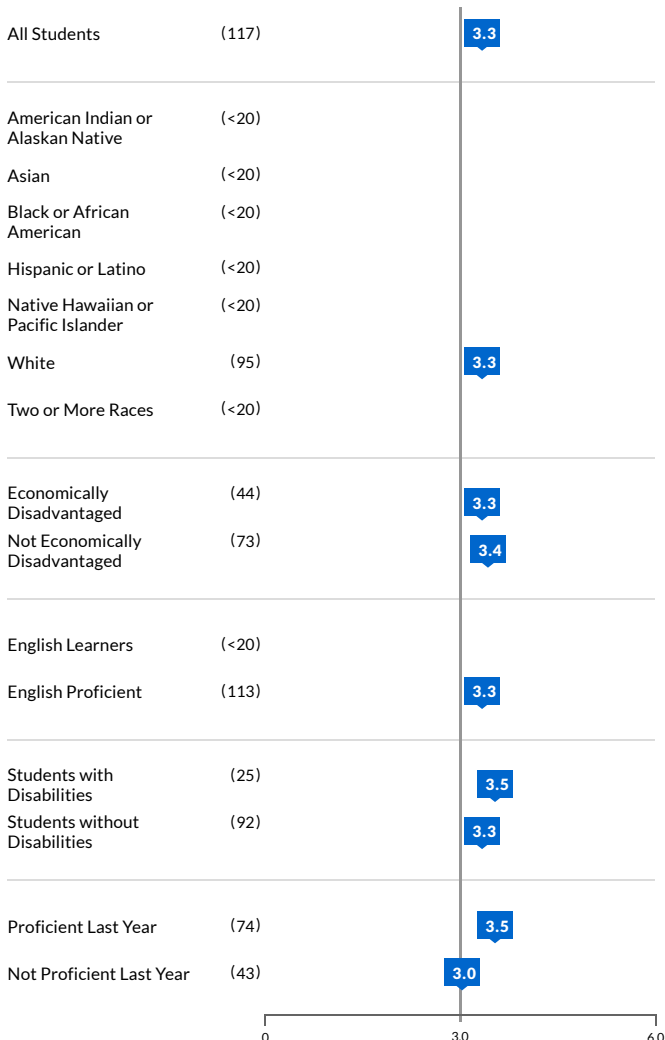 All Students (117) 3.3
American Indian or (<20)
Alaskan Native
Asian (<20)
Black or African (<20)
American
Hispanic or Latino (<20)
Native Hawaiian or (<20)
Pacific Islander
White (95) 3.3
Two or More Races (<20)
Economically (44) 3.3
Disadvantaged
Not Economically (73) 3.4
Disadvantaged
English Learners (<20)
English Proficient (113) 3.3
Students with (25) 3.5
Disabilities
Students without (92) 3.3
Disabilities
Proficient Last Year (74) 3.5
Not Proficient Last Year (43) 3.0
0 3.0 6.0